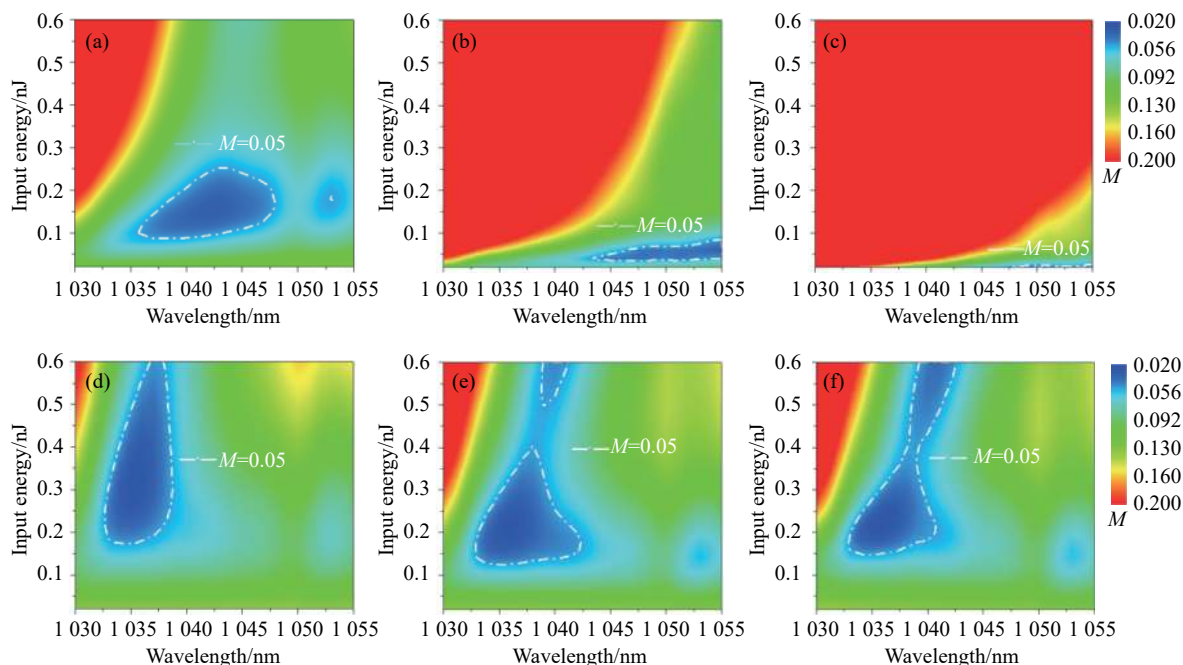 0.6 0.5 0.4 0.3 0.2 0.1
Input energy/nJ
(a)
M=0.05
1 030 1 035 1 040 1 045 1 050 1 055
Wavelength/nm
0.6 0.5 0.4 0.3 0.2 0.1
Input energy/nJ
(b)
M=0.05
1 030 1 035 1 040 1 045 1 050 1 055
Wavelength/nm
0.6 0.5 0.4 0.3 0.2 0.1
Input energy/nJ
(c)
M=0.05
1 030 1 035 1 040 1 045 1 050 1 055
Wavelength/nm
0.020
0.056
0.092
0.130
0.160
0.200
M
0.6 0.5 0.4 0.3 0.2 0.1
Input energy/nJ
(d)
M=0.05
1 030 1 035 1 040 1 045 1 050 1 055
Wavelength/nm
0.6 0.5 0.4 0.3 0.2 0.1
Input energy/nJ
(e)
M=0.05
1 030 1 035 1 040 1 045 1 050 1 055
Wavelength/nm
0.6 0.5 0.4 0.3 0.2 0.1
Input energy/nJ
(f)
M=0.05
1 030 1 035 1 040 1 045 1 050 1 055
Wavelength/nm
0.020
0.056
0.092
0.130
0.160
0.200
M